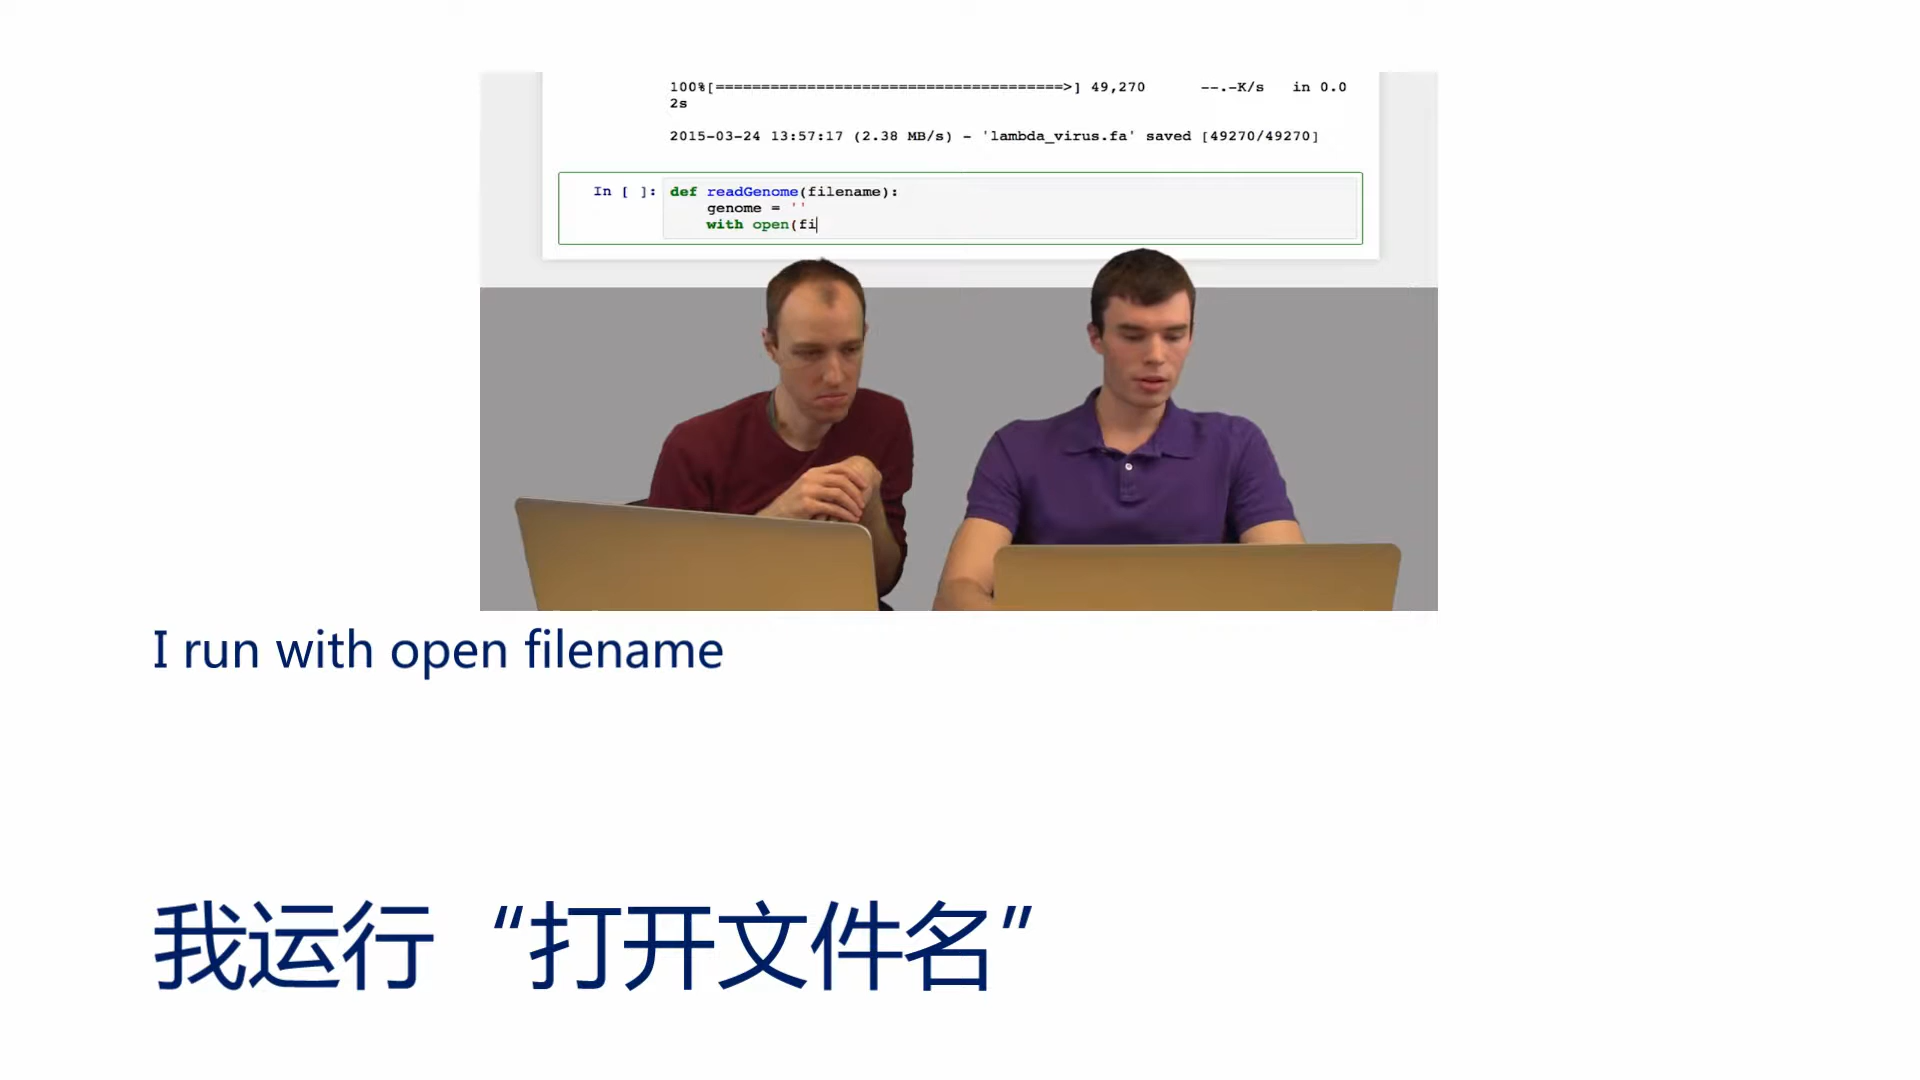 100%[======================================>] 49,270      --.-K/s   in 0.0
2s
2015-03-24 13:57:17 (2.38 MB/s) - 'lambda_virus.fa' saved [49270/49270]
In [ ]: def readGenome(filename):
genome = ''
with open(fi
I run with open filename
我运行“打开文件名”